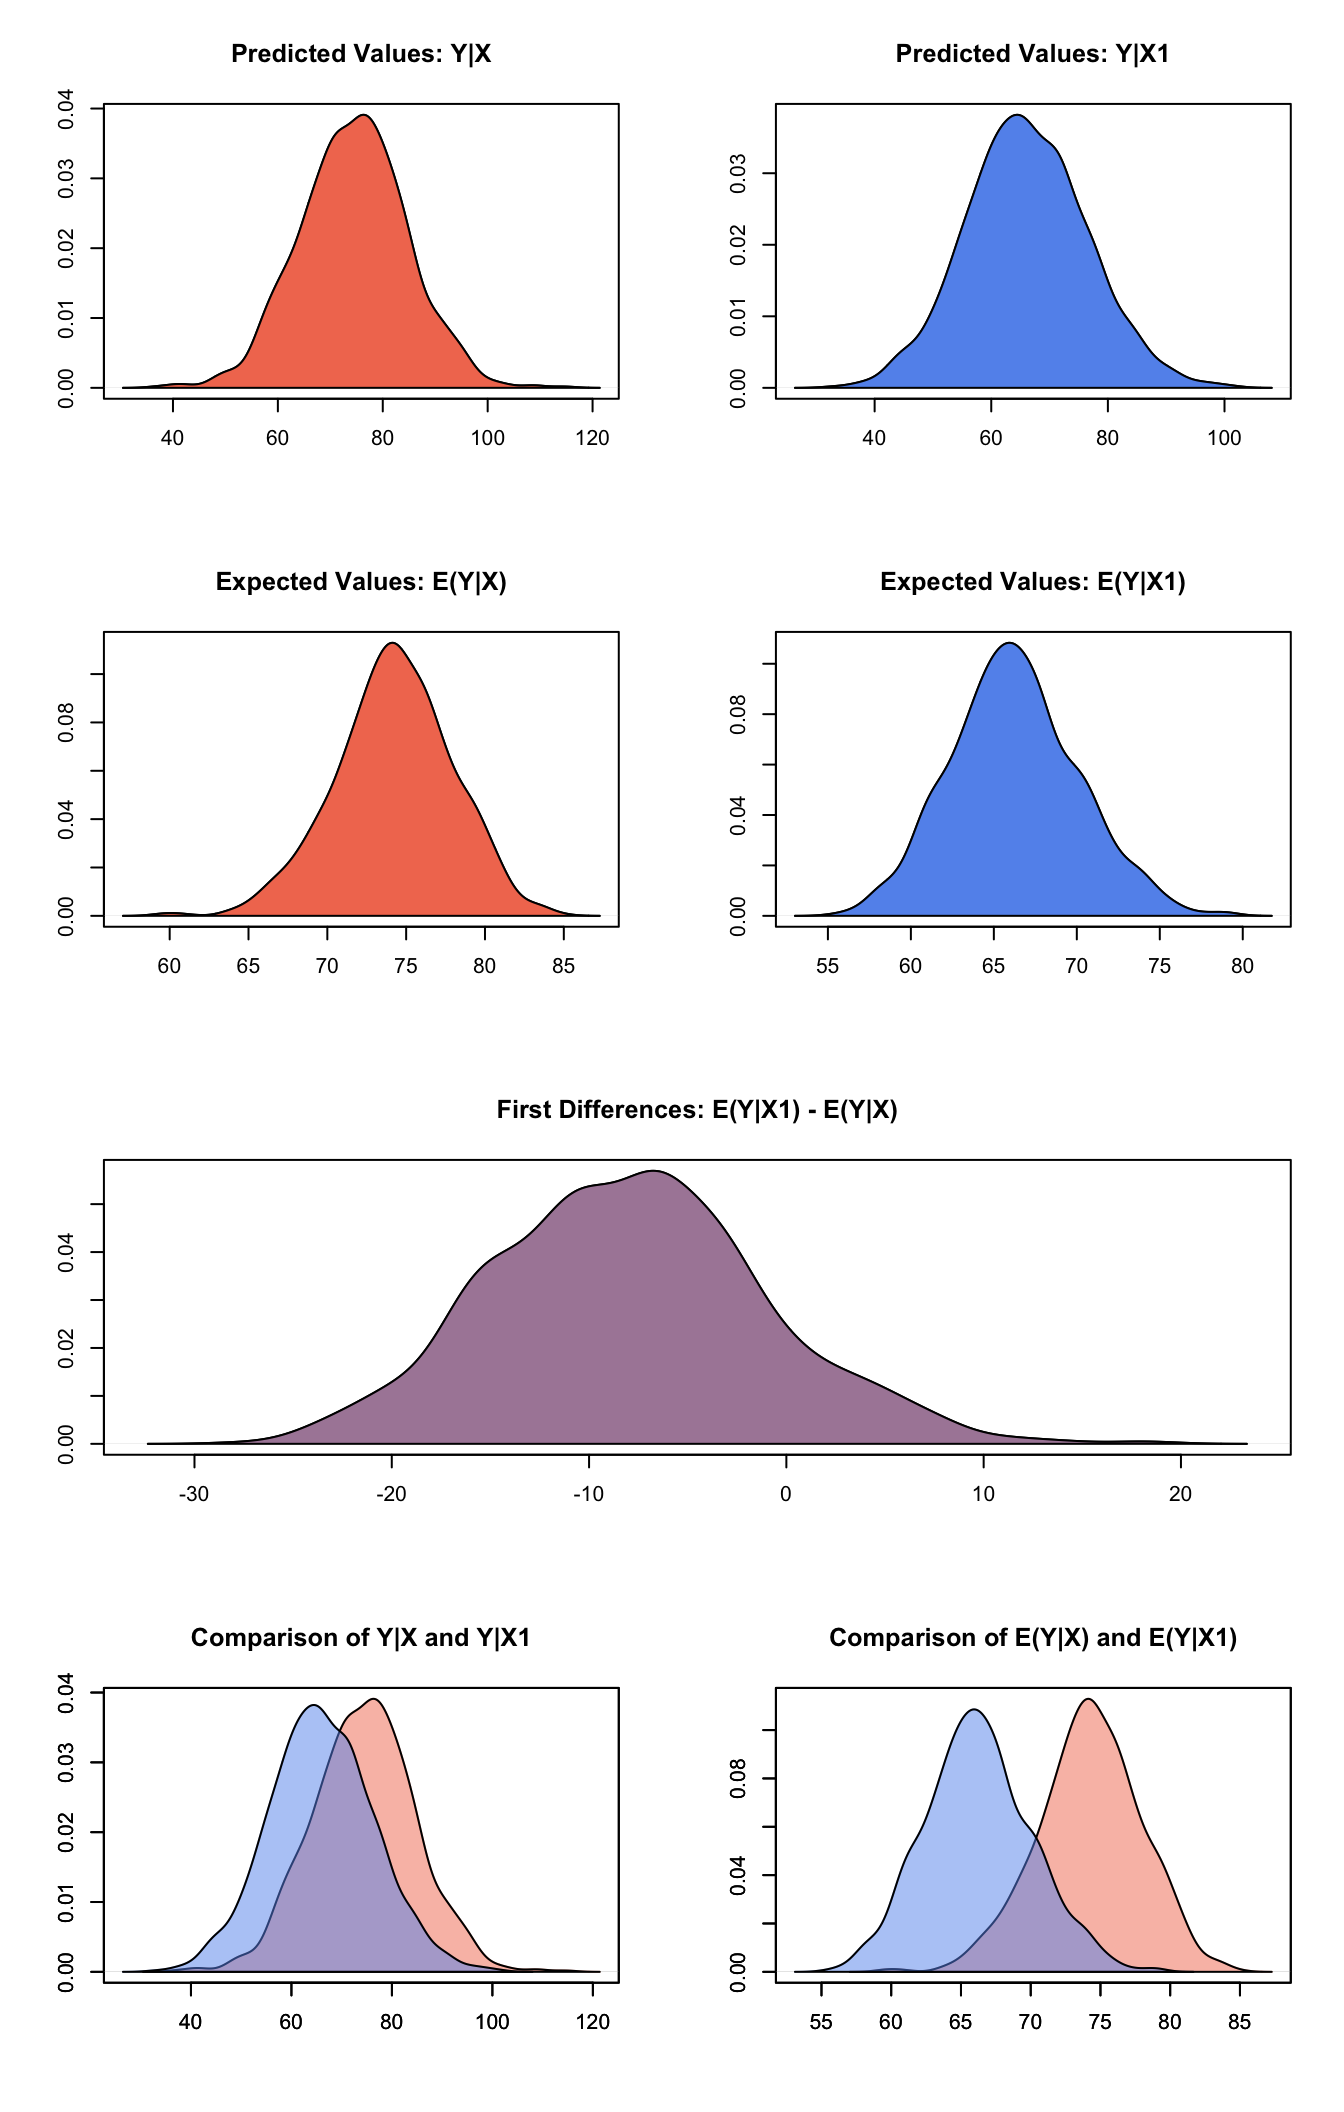 Predicted Values: Y|X
0.04
0.03
0.02
0.01
0.00
40 60 80 100 120
Predicted Values: Y|X1
0.03
0.02
0.01
0.00
40 60 80 100
Expected Values: E(Y|X)
0.08
0.04
0.00
60 65 70 75 80 85
Expected Values: E(Y|X1)
0.08
0.04
0.00
55 60 65 70 75 80
First Differences: E(Y|X1) - E(Y|X)
0.04
0.02
0.00
-30 -20 -10 0 10 20
Comparison of Y|X and Y|X1
0.04
0.03
0.02
0.01
0.00
40 60 80 100 120
Comparison of E(Y|X) and E(Y|X1)
0.08
0.04
0.00
55 60 65 70 75 80 85